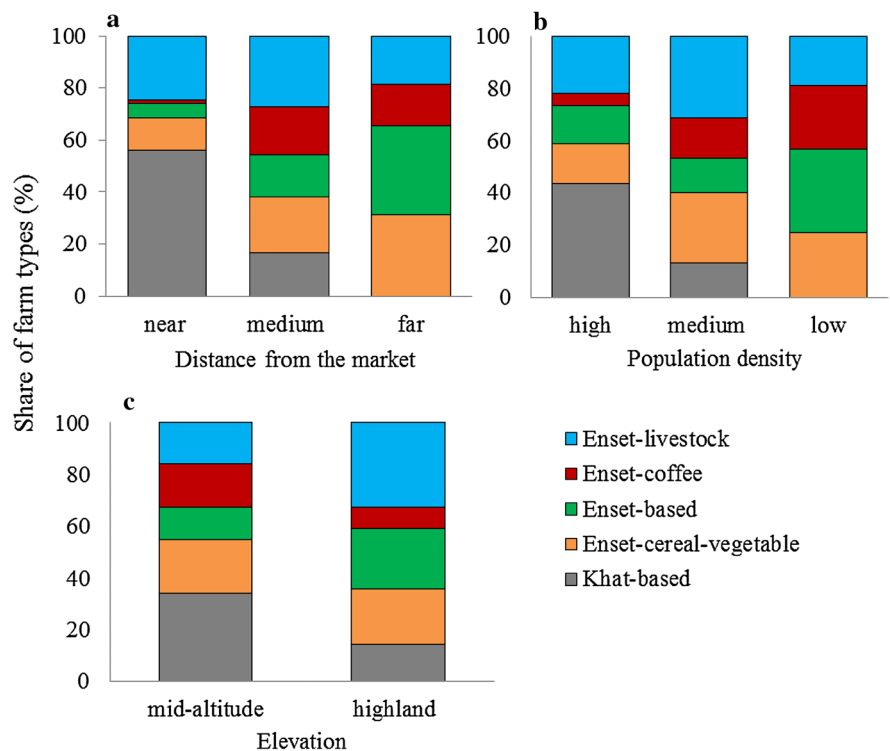 Share of farm types (%)
a
100
80
60
40
20
0
near medium far
Distance from the market
b
100
80
60
40
20
0
high medium low
Population density
c
100
80
60
40
20
0
mid-altitude highland
Elevation
Enset-livestock
Enset-coffee
Enset-based
Enset-cereal-vegetable
Khat-based